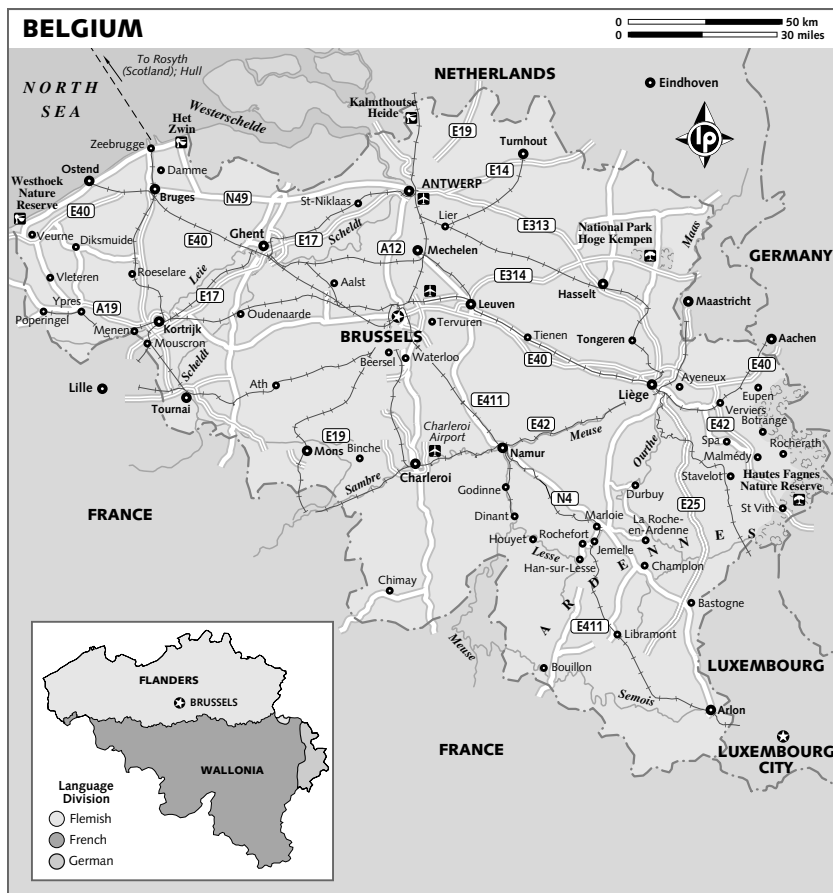 BELGIUM
0 50 km
0 30 miles
To Rosyth
(Scotland); Hull
NORTH
SEA
NETHERLANDS
Eindhoven
Kalmthoutse
Heide
Westerschelde
Het
Zwin
Zeebrugge
E19
Turnhout
lp
Damme
Ostend
Westhoek
Nature
Reserve
Bruges
N49
St-Niklaas
ANTWERP
E14
E40
Veurne
Diksmuide
E40
Ghent
E17
Scheldt
Lier
E313
National Park
Hoge Kempen
Maas
A12
Mechelen
GERMANY
Vleteren
Roeselare
Leie
E17
Aalst
E314
Hasselt
Maastricht
Ypres
Poperingel
A19
Menen
Kortrijk
Oudenaarde
Leuven
BRUSSELS
Tervuren
Tienen
Tongeren
Aachen
Mouscron
Scheldt
Beersel
Waterloo
E40
E40
Lille
Tournai
Ath
E411
Liège
Ayeneux
Eupen
Verviers
E42
Botrange
E42
Meuse
Ourthe
Spa
Rocherath
Malmédy
Stavelot
Hautes Fagnes
Nature Reserve
St Vith
E19
Mons
Binche
Charleroi
Airport
Charleroi
Namur
Sambre
Godinne
N4
Durbuy
E25
FRANCE
Dinant
Marloie
La Roche-
en-Ardenne
Houyet
Rochefort
Jemelle
Lesse
Han-sur-Lesse
Champlon
ARDENNES
Chimay
Bastogne
E411
Libramont
Meuse
Bouillon
LUXEMBOURG
Semois
Arlon
FRANCE
LUXEMBOURG
CITY
FLANDERS
BRUSSELS
WALLONIA
Language
Division
Flemish
French
German